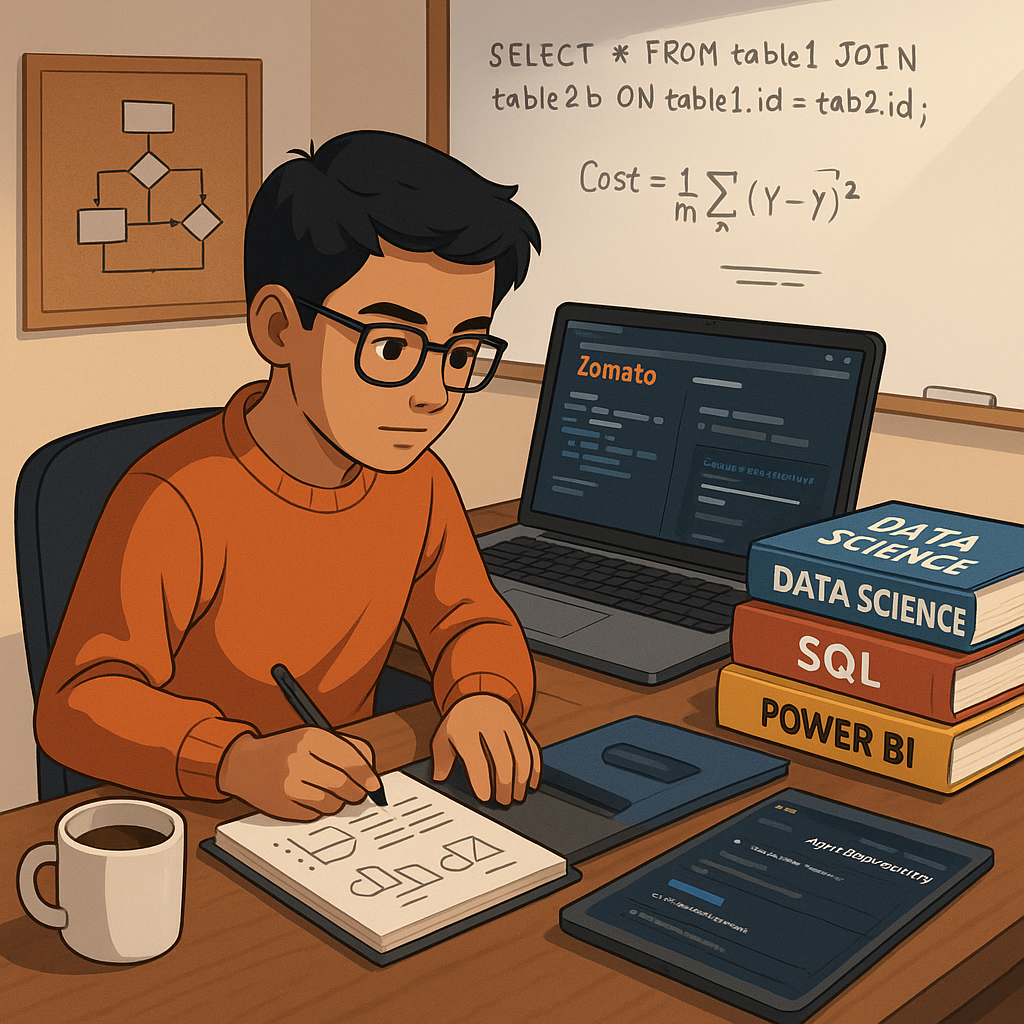 SELECT * FROM table1 JOIN
table2b ON table1.id = tab2.id;
Cost = 1/m ∑ (Y - y)²
Zomato
DATA
SCIENCE
DATA SCIENCE
SQL
POWER BI